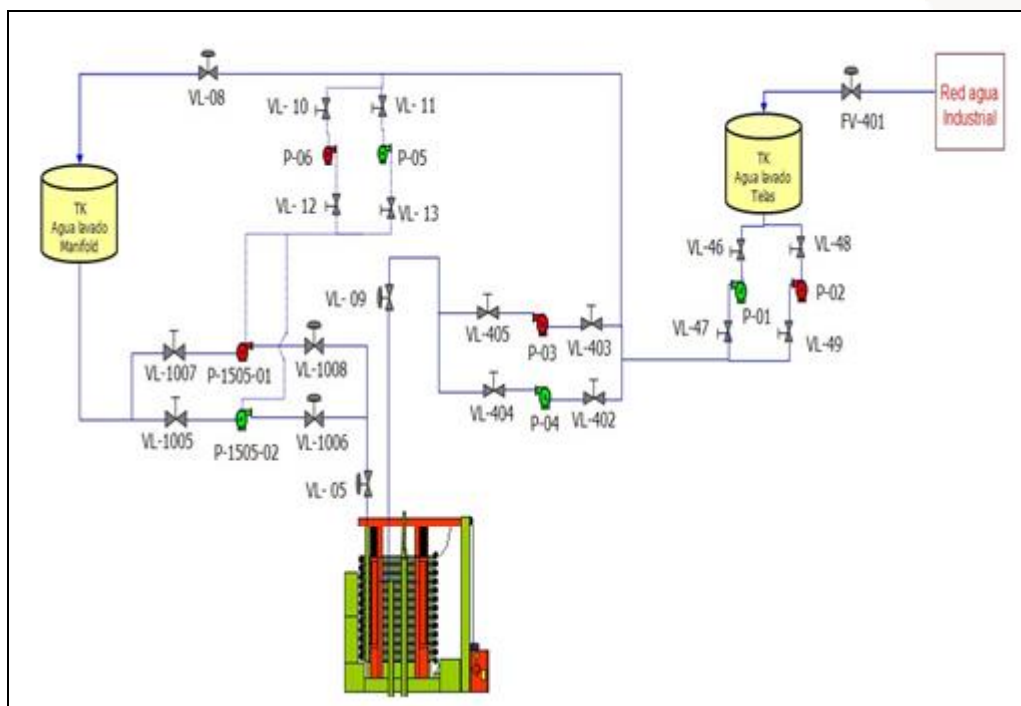 VL-08
VL- 10
VL- 11
P-06
P-05
VL- 12
VL- 13
TK
Agua lavado
Manifold
FV-401
Red agua
Industrial
TK
Agua lavado
Telas
VL-46
VL-48
P-01
P-02
VL-47
VL-49
VL- 09
VL-405
P-03
VL-403
VL-404
P-04
VL-402
VL-1007
P-1505-01
VL-1008
VL-1005
P-1505-02
VL-1006
VL- 05